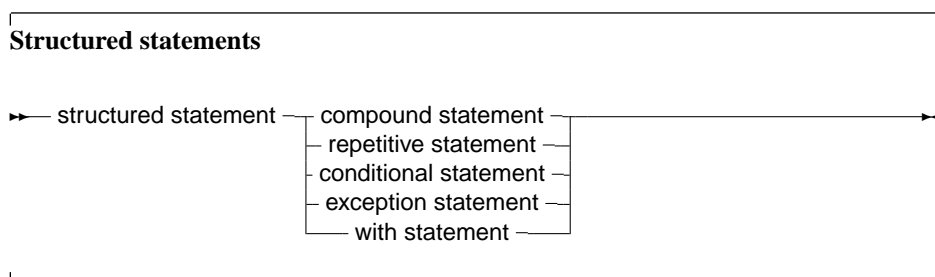 Structured statements
structured statement compound statement
repetitive statement
conditional statement
exception statement
with statement